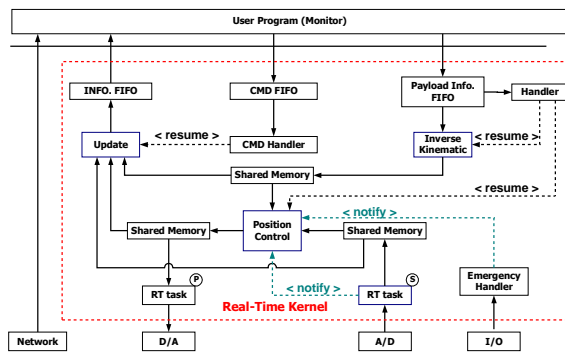 User Program (Monitor)
INFO. FIFO
CMD FIFO
Payload Info.
FIFO
Handler
Update
< resume >
CMD Handler
Inverse
Kinematic
< resume >
Shared Memory
< resume >
< notify >
Shared Memory
Position
Control
Shared Memory
P
S
RT task
< notify >
RT task
Emergency
Handler
Real-Time Kernel
Network
D/A
A/D
I/O